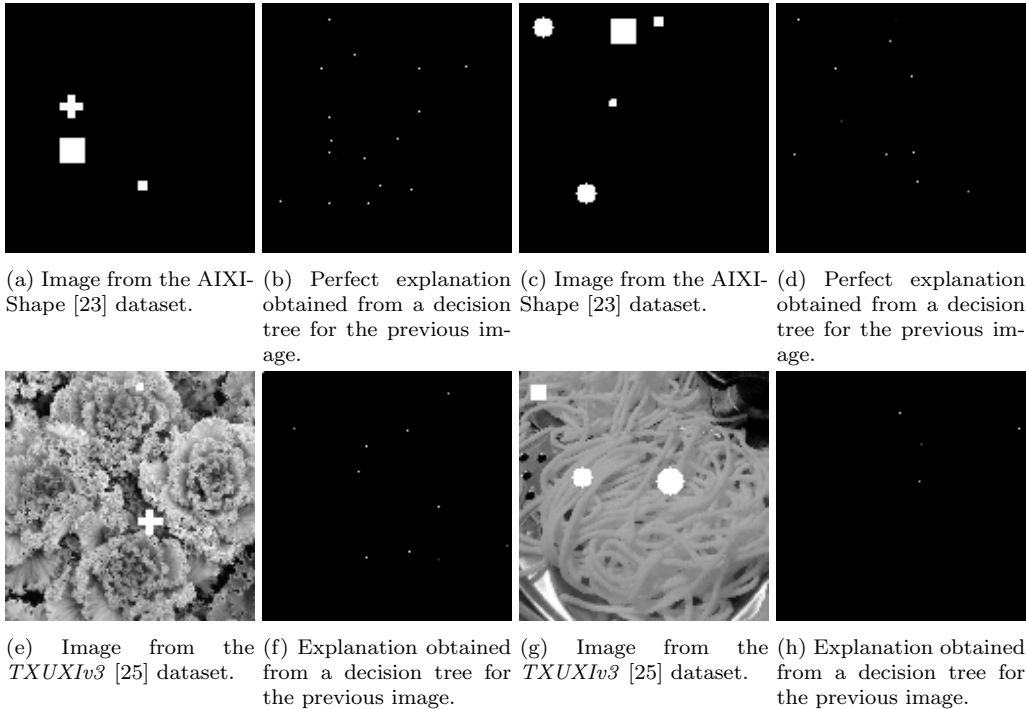 (a) Image from the AIXI-
Shape [23] dataset.
(b) Perfect explanation
obtained from a decision
tree for the previous im-
age.
(c) Image from the AIXI-
Shape [23] dataset.
(d) Perfect explanation
obtained from a decision
tree for the previous im-
age.
(e) Image from the
TXUXIv3 [25] dataset.
(f) Explanation obtained
from a decision tree for
the previous image.
(g) Image from the
TXUXIv3 [25] dataset.
(h) Explanation obtained
from a decision tree for
the previous image.